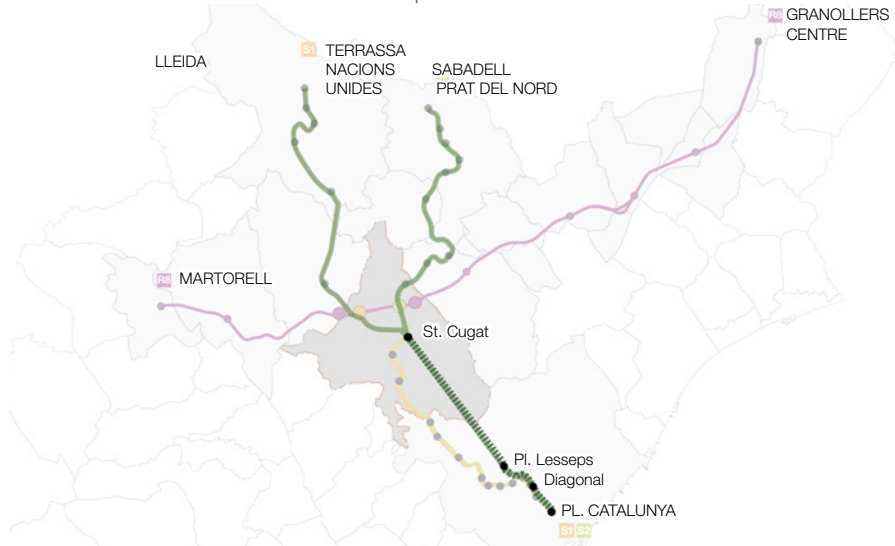 R8 GRANOLLERS
CENTRE
S1 TERRASSA
NACIONS
UNIDES
LLEIDA
SABADELL
PRAT DEL NORD
R8 MARTORELL
St. Cugat
Pl. Lesseps
Diagonal
PL. CATALUNYA
S1 S2